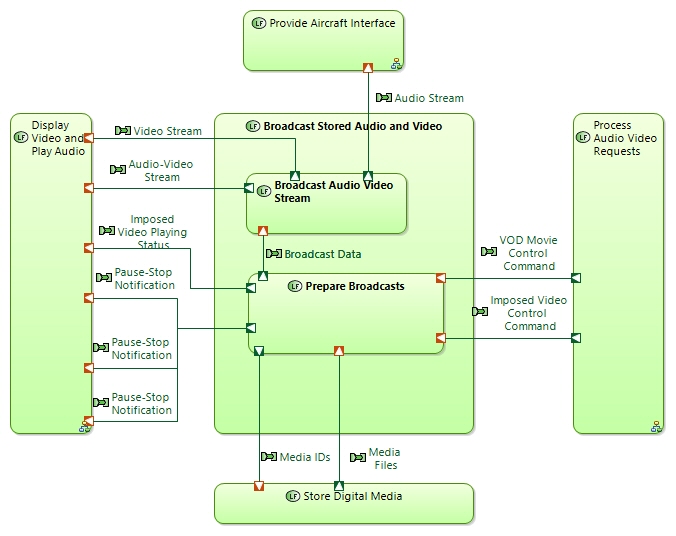 LF Provide Aircraft Interface
Audio Stream
Display
LF Video and
Play Audio
LF Broadcast Stored Audio and Video
Process
LF Audio Video
Requests
Video Stream
Audio-Video
Stream
LF Broadcast Audio Video
Stream
Imposed
Video Playing
Status
Broadcast Data
VOD Movie
Control
Command
Pause-Stop
Notification
LF Prepare Broadcasts
Imposed Video
Control
Command
Pause-Stop
Notification
Pause-Stop
Notification
Media IDs
Media
Files
LF Store Digital Media